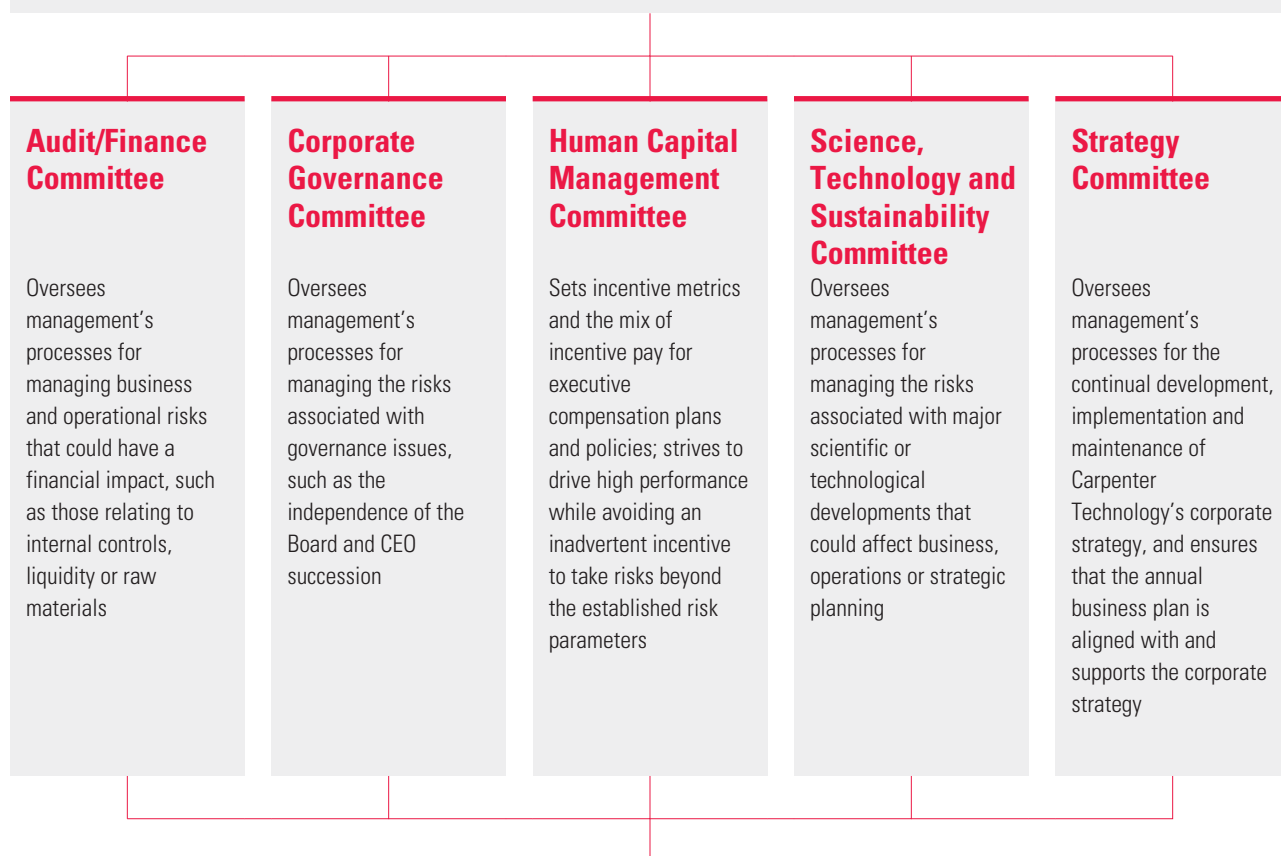 Audit/Finance
Committee
Oversees
management’s
processes for
managing business
and operational risks
that could have a
financial impact, such
as those relating to
internal controls,
liquidity or raw
materials
Corporate
Governance
Committee
Oversees
management’s
processes for
managing the risks
associated with
governance issues,
such as the
independence of the
Board and CEO
succession
Human Capital
Management
Committee
Sets incentive metrics
and the mix of
incentive pay for
executive
compensation plans
and policies; strives to
drive high performance
while avoiding an
inadvertent incentive
to take risks beyond
the established risk
parameters
Science,
Technology and
Sustainability
Committee
Oversees
management’s
processes for
managing the risks
associated with major
scientific or
technological
developments that
could affect business,
operations or strategic
planning
Strategy
Committee
Oversees
management’s
processes for the
continual development,
implementation and
maintenance of
Carpenter
Technology’s corporate
strategy, and ensures
that the annual
business plan is
aligned with and
supports the corporate
strategy